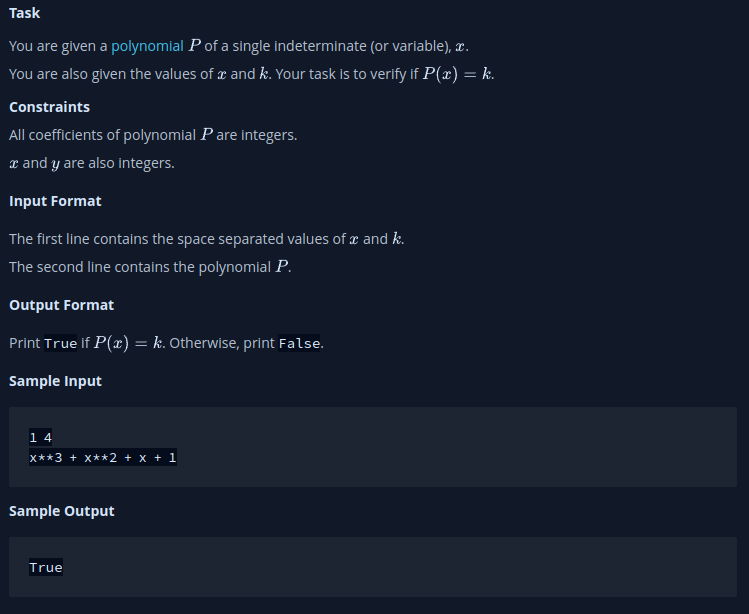 Task
You are given a polynomial P of a single indeterminate (or variable), x.
You are also given the values of x and k. Your task is to verify if P(x) = k.
Constraints
All coefficients of polynomial P are integers.
x and y are also integers.
Input Format
The first line contains the space separated values of x and k.
The second line contains the polynomial P.
Output Format
Print True if P(x) = k. Otherwise, print False.
Sample Input
1 4
x**3 + x**2 + x + 1
Sample Output
True